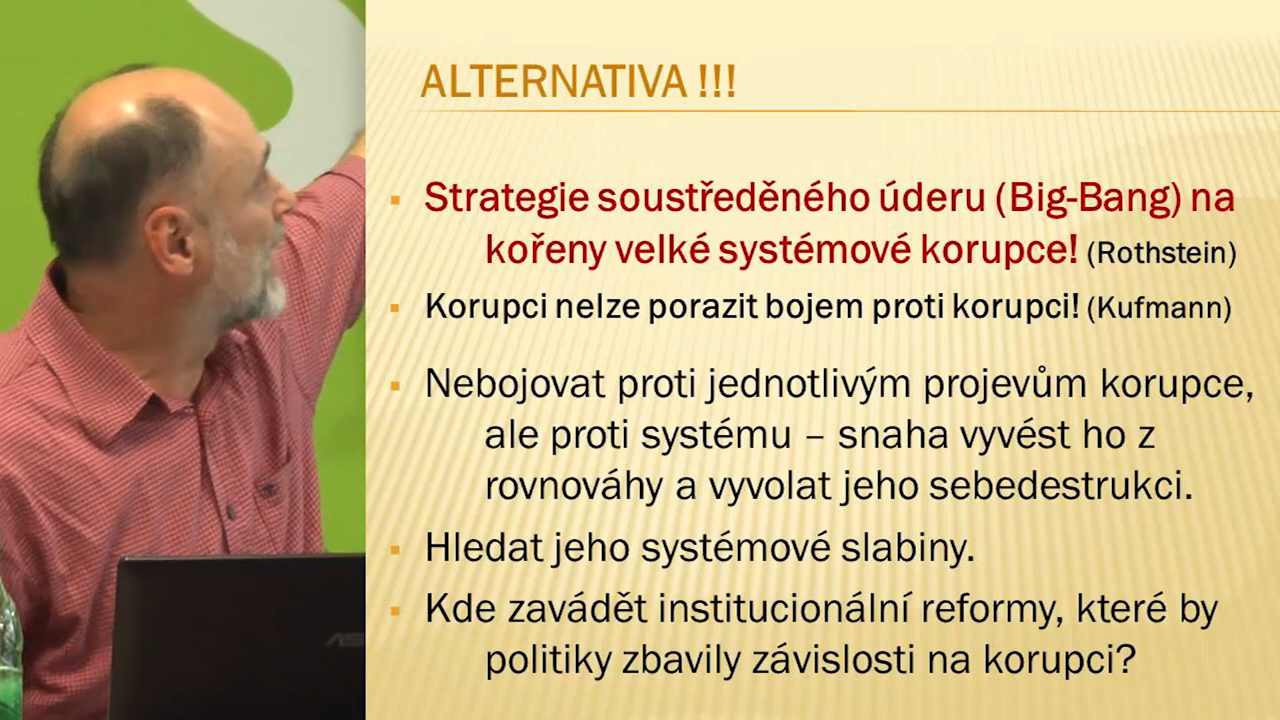 ALTERNATIVA !!!
Strategie soustředěného úderu (Big-Bang) na
kořeny velké systémové korupce! (Rothstein)
Korupci nelze porazit bojem proti korupci! (Kufmann)
Nebojovat proti jednotlivým projevům korupce,
ale proti systému – snaha vyvést ho z
rovnováhy a vyvolat jeho sebedestrukci.
Hledat jeho systémové slabiny.
Kde zavádět institucionální reformy, které by
politiky zbavily závislosti na korupci?